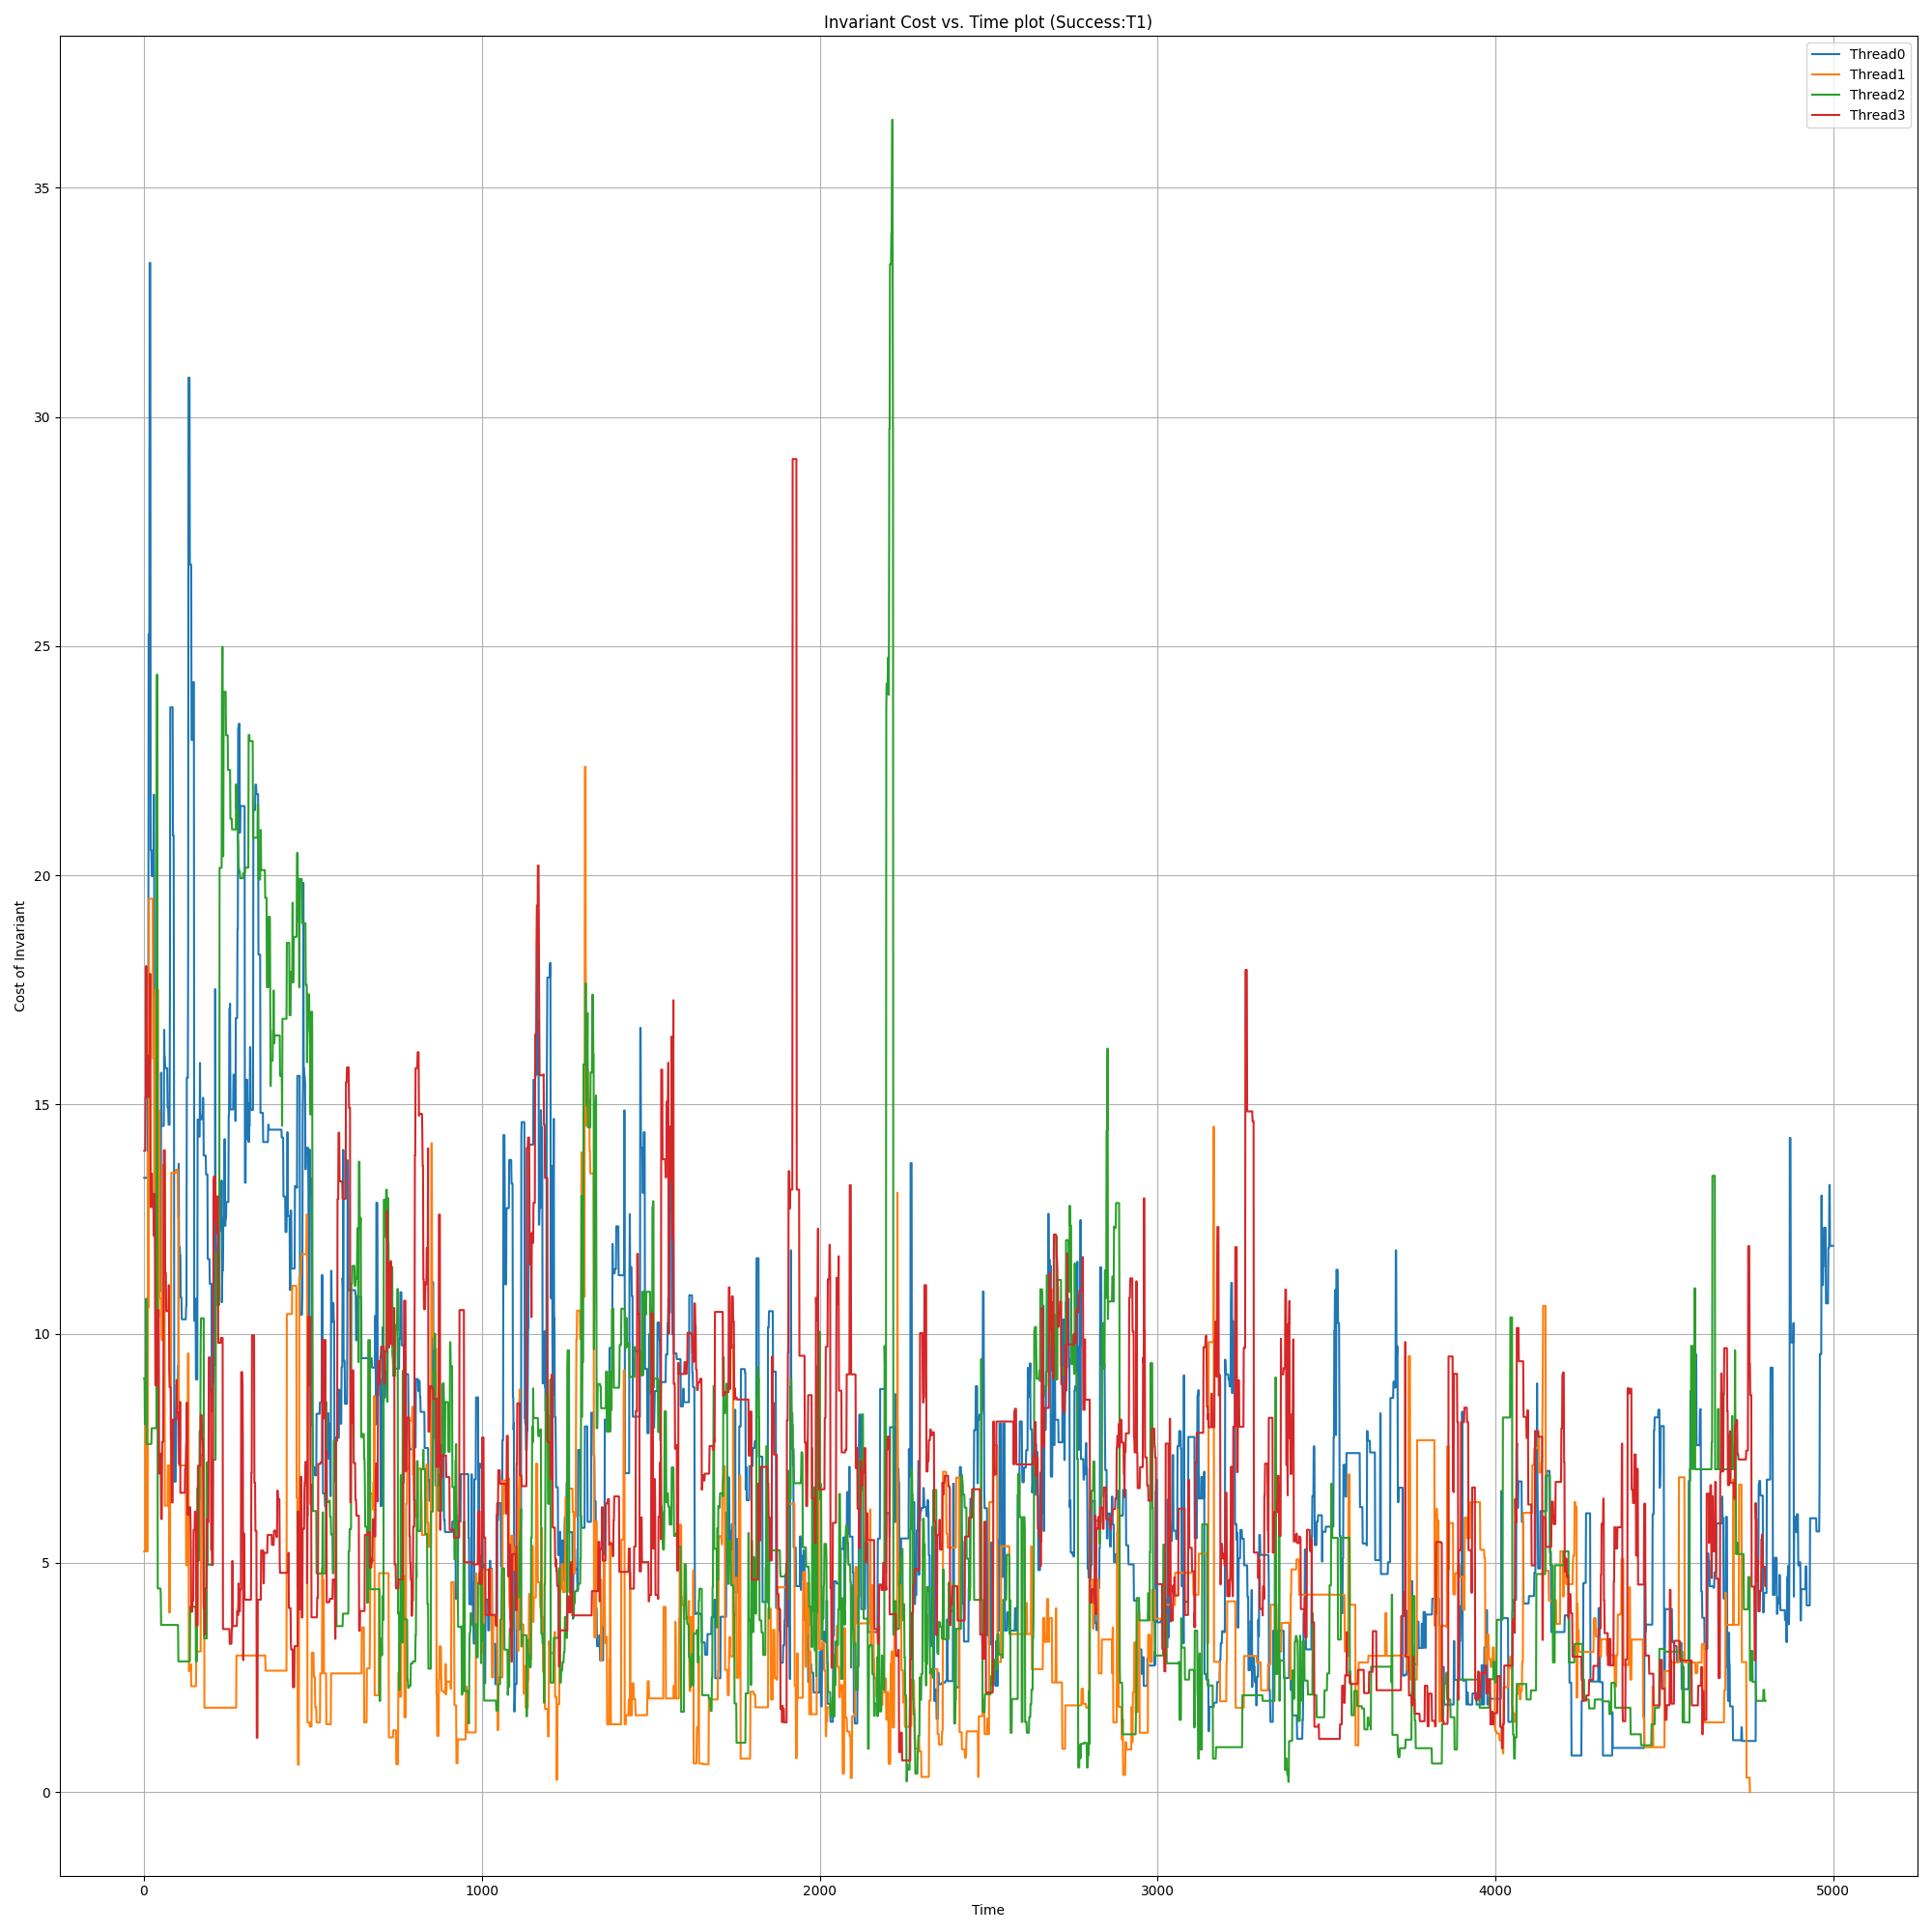 Invariant Cost vs. Time plot (Success:T1)
Thread0
Thread1
Thread2
Thread3
35
30
25
20
15
10
5
0
Cost of Invariant
0 1000 2000 3000 4000 5000
Time